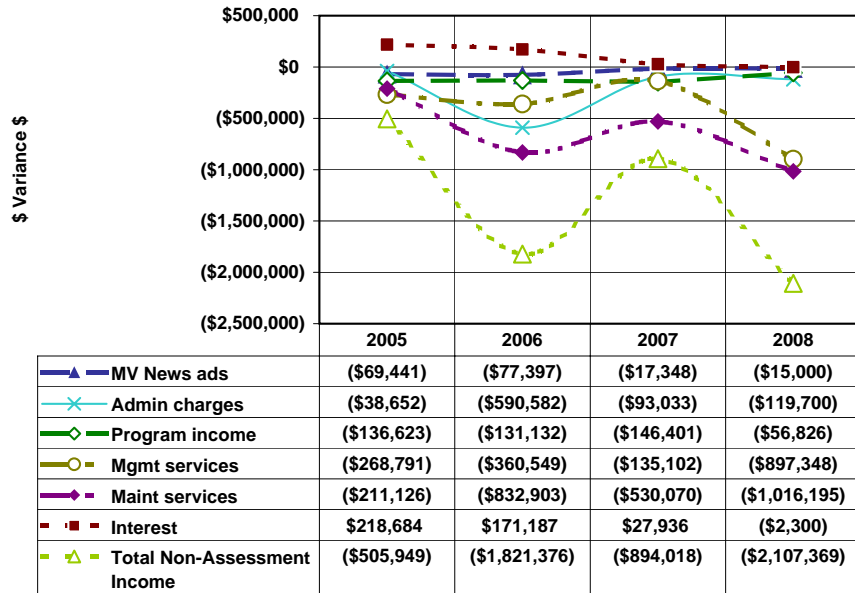 $500,000
$0
($500,000)
($1,000,000)
($1,500,000)
($2,000,000)
($2,500,000)
$ Variance $
2005 2006 2007 2008
MV News ads ($69,441) ($77,397) ($17,348) ($15,000)
Admin charges ($38,652) ($590,582) ($93,033) ($119,700)
Program income ($136,623) ($131,132) ($146,401) ($56,826)
Mgmt services ($268,791) ($360,549) ($135,102) ($897,348)
Maint services ($211,126) ($832,903) ($530,070) ($1,016,195)
Interest $218,684 $171,187 $27,936 ($2,300)
Total Non-Assessment ($505,949) ($1,821,376) ($894,018) ($2,107,369)
Income